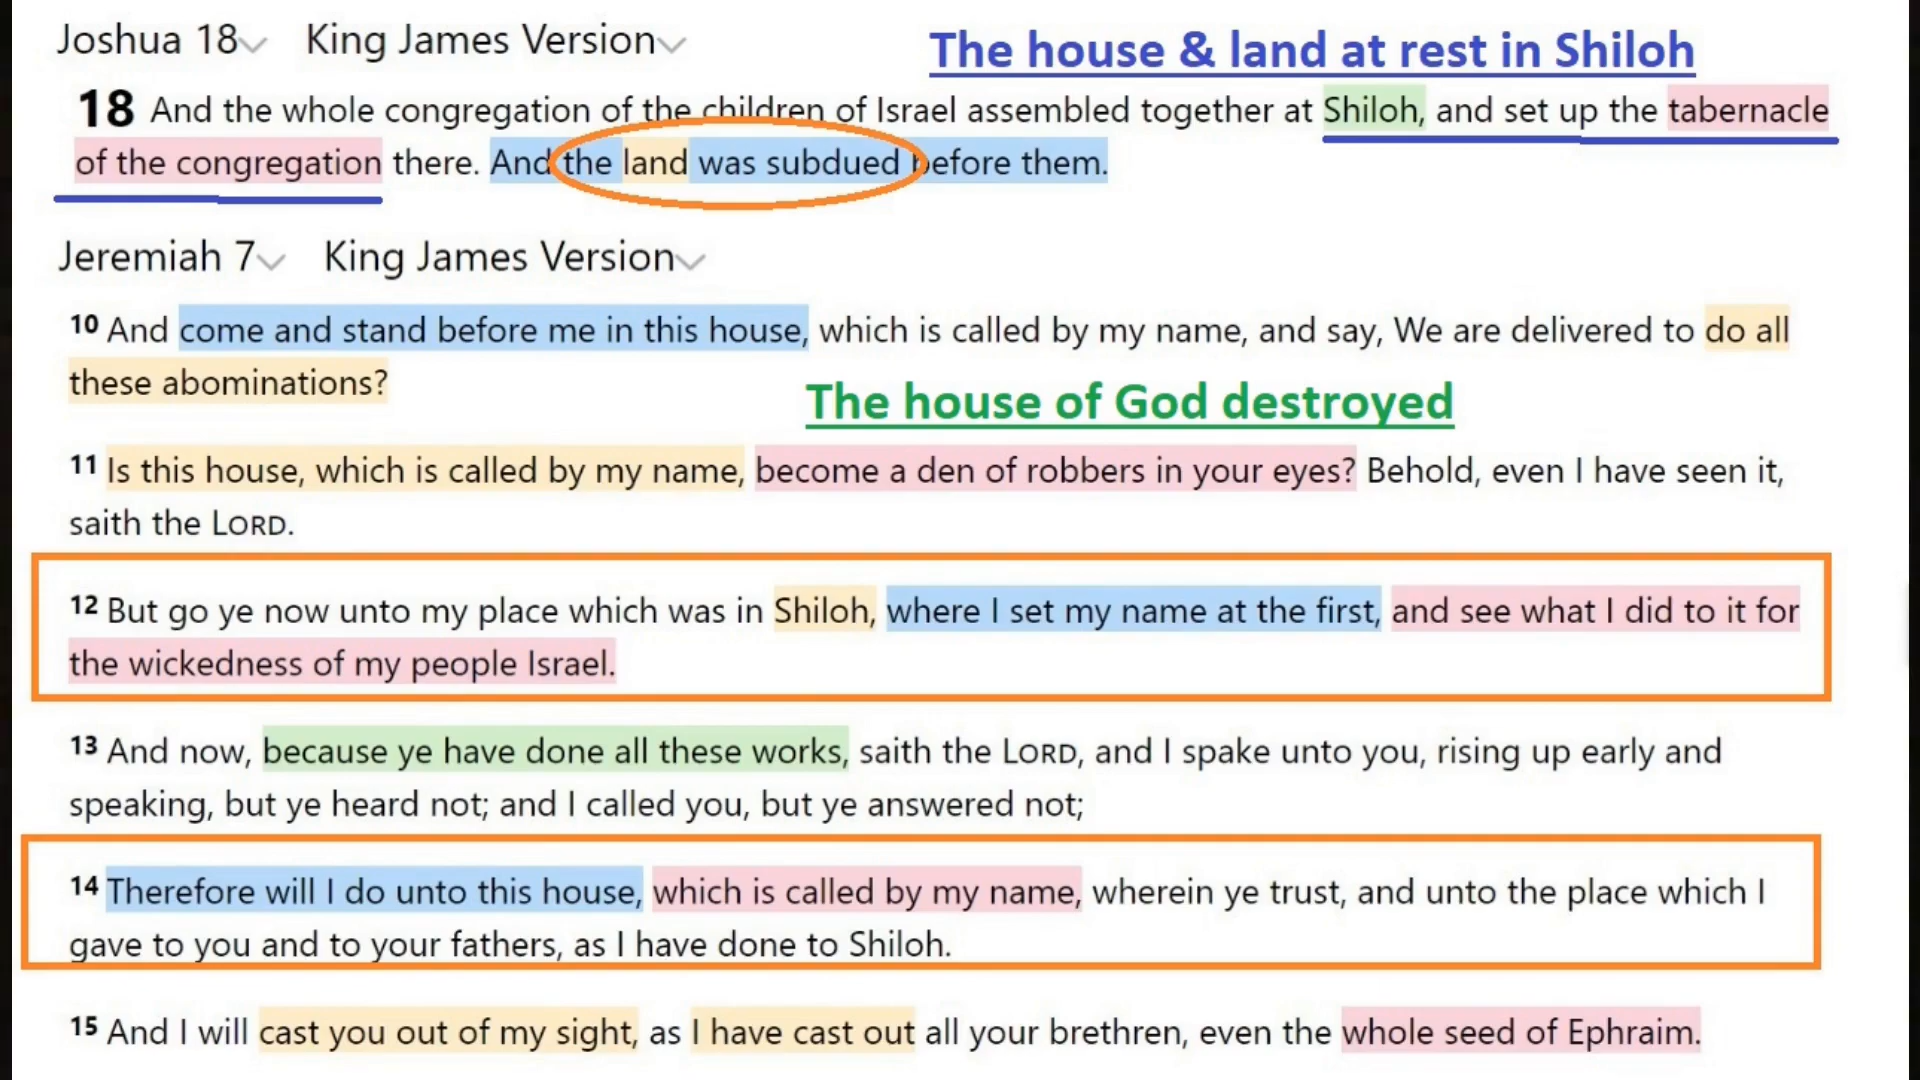 Joshua 18 King James Version
The house & land at rest in Shiloh
18 And the whole congregation of the children of Israel assembled together at Shiloh, and set up the tabernacle
of the congregation there. And the land was subdued before them.
Jeremiah 7 King James Version
10 And come and stand before me in this house, which is called by my name, and say, We are delivered to do all
these abominations?
The house of God destroyed
11 Is this house, which is called by my name, become a den of robbers in your eyes? Behold, even I have seen it,
saith the LORD.
12 But go ye now unto my place which was in Shiloh, where I set my name at the first, and see what I did to it for
the wickedness of my people Israel.
13 And now, because ye have done all these works, saith the LORD, and I spake unto you, rising up early and
speaking, but ye heard not; and I called you, but ye answered not;
14 Therefore will I do unto this house, which is called by my name, wherein ye trust, and unto the place which I
gave to you and to your fathers, as I have done to Shiloh.
15 And I will cast you out of my sight, as I have cast out all your brethren, even the whole seed of Ephraim.